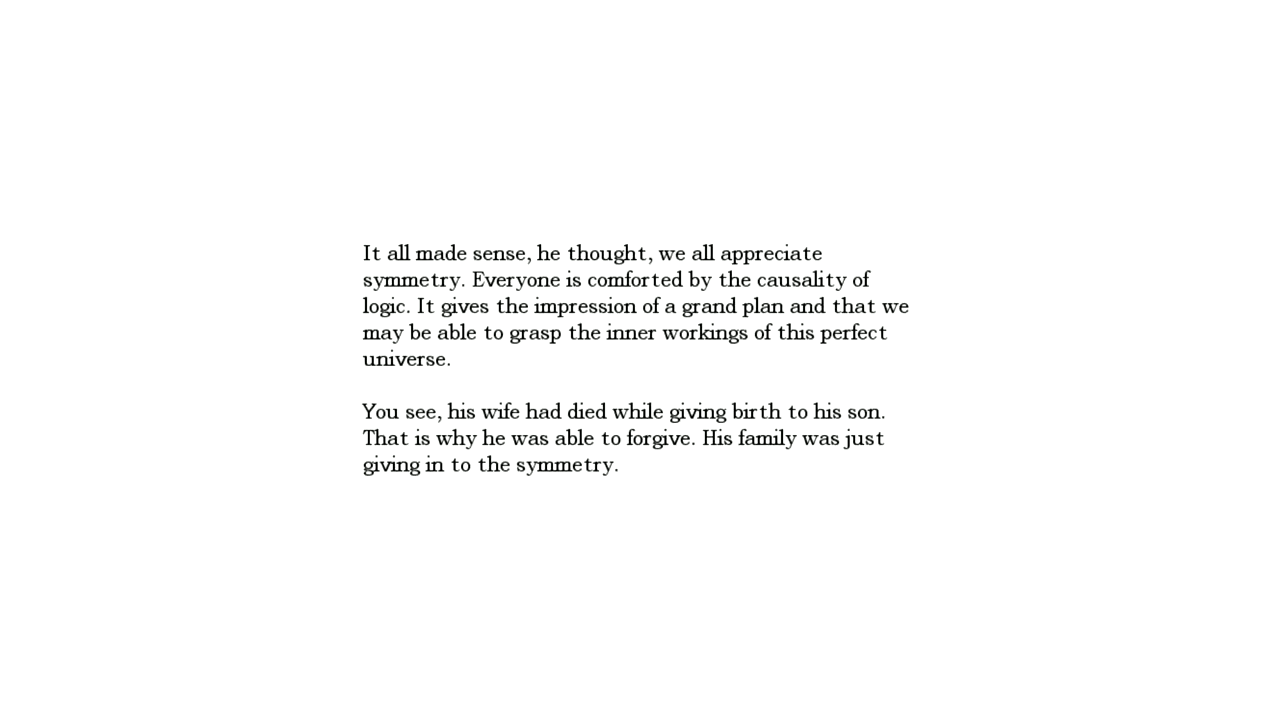 It all made sense, he thought, we all appreciate
symmetry. Everyone is comforted by the causality of
logic. It gives the impression of a grand plan and that we
may be able to grasp the inner workings of this perfect
universe.
You see, his wife had died while giving birth to his son.
That is why he was able to forgive. His family was just
giving in to the symmetry.